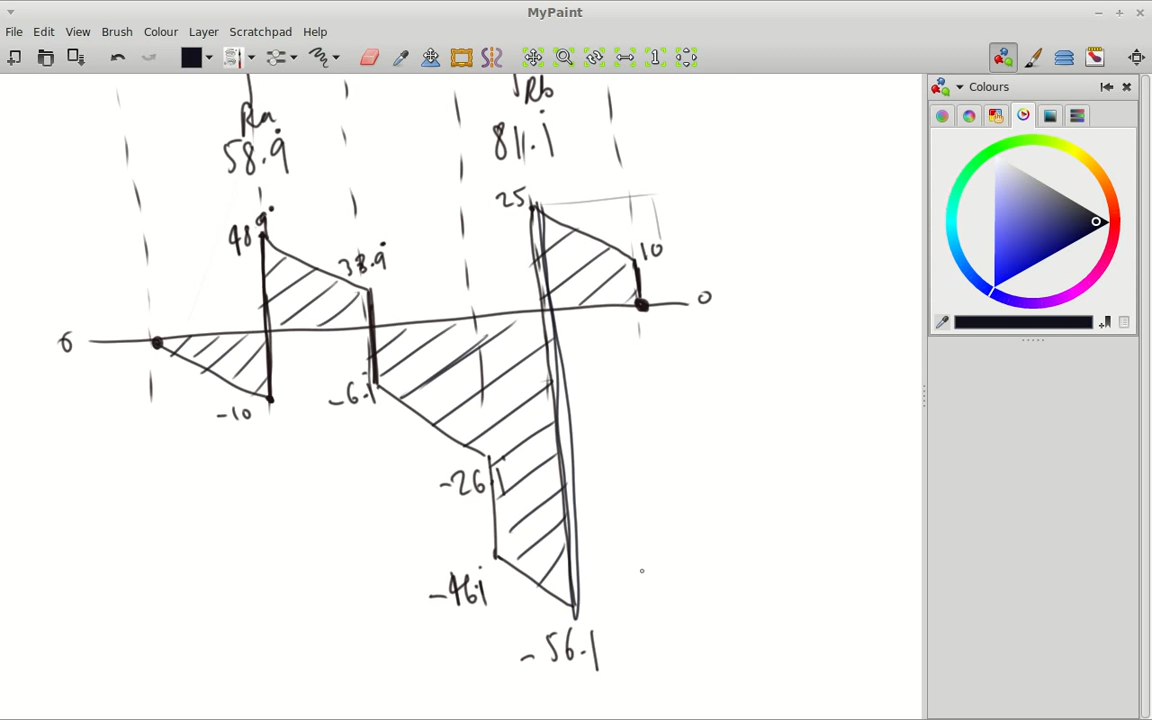 MyPaint
File Edit View Brush Colour Layer Scratchpad Help
Colours
Ra
58.9̇
Rb
81.1̇
25
48.9̇
38.9̇
10
0
0
-10
-6.1̇
-26.1
-46.1̇
-56.1